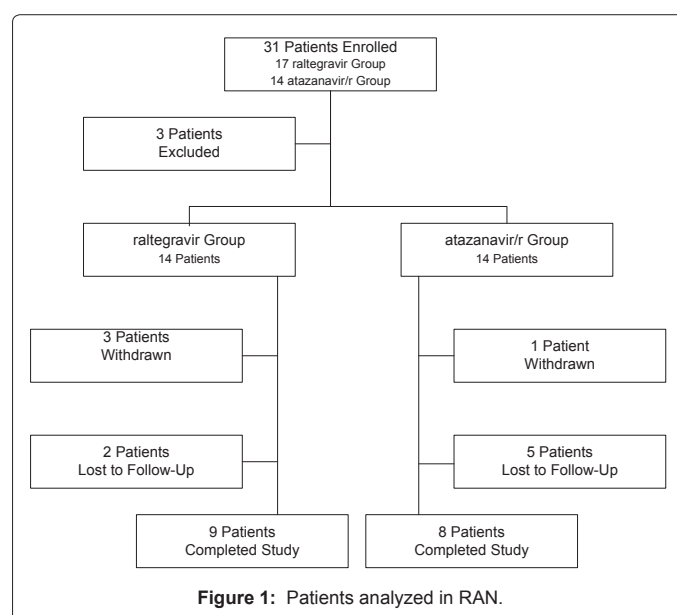 31 Patients Enrolled
17 raltegravir Group
14 atazanavir/r Group
3 Patients
Excluded
raltegravir Group
14 Patients
atazanavir/r Group
14 Patients
3 Patients
Withdrawn
1 Patient
Withdrawn
2 Patients
Lost to Follow-Up
5 Patients
Lost to Follow-Up
9 Patients
Completed Study
8 Patients
Completed Study
Figure 1: Patients analyzed in RAN.